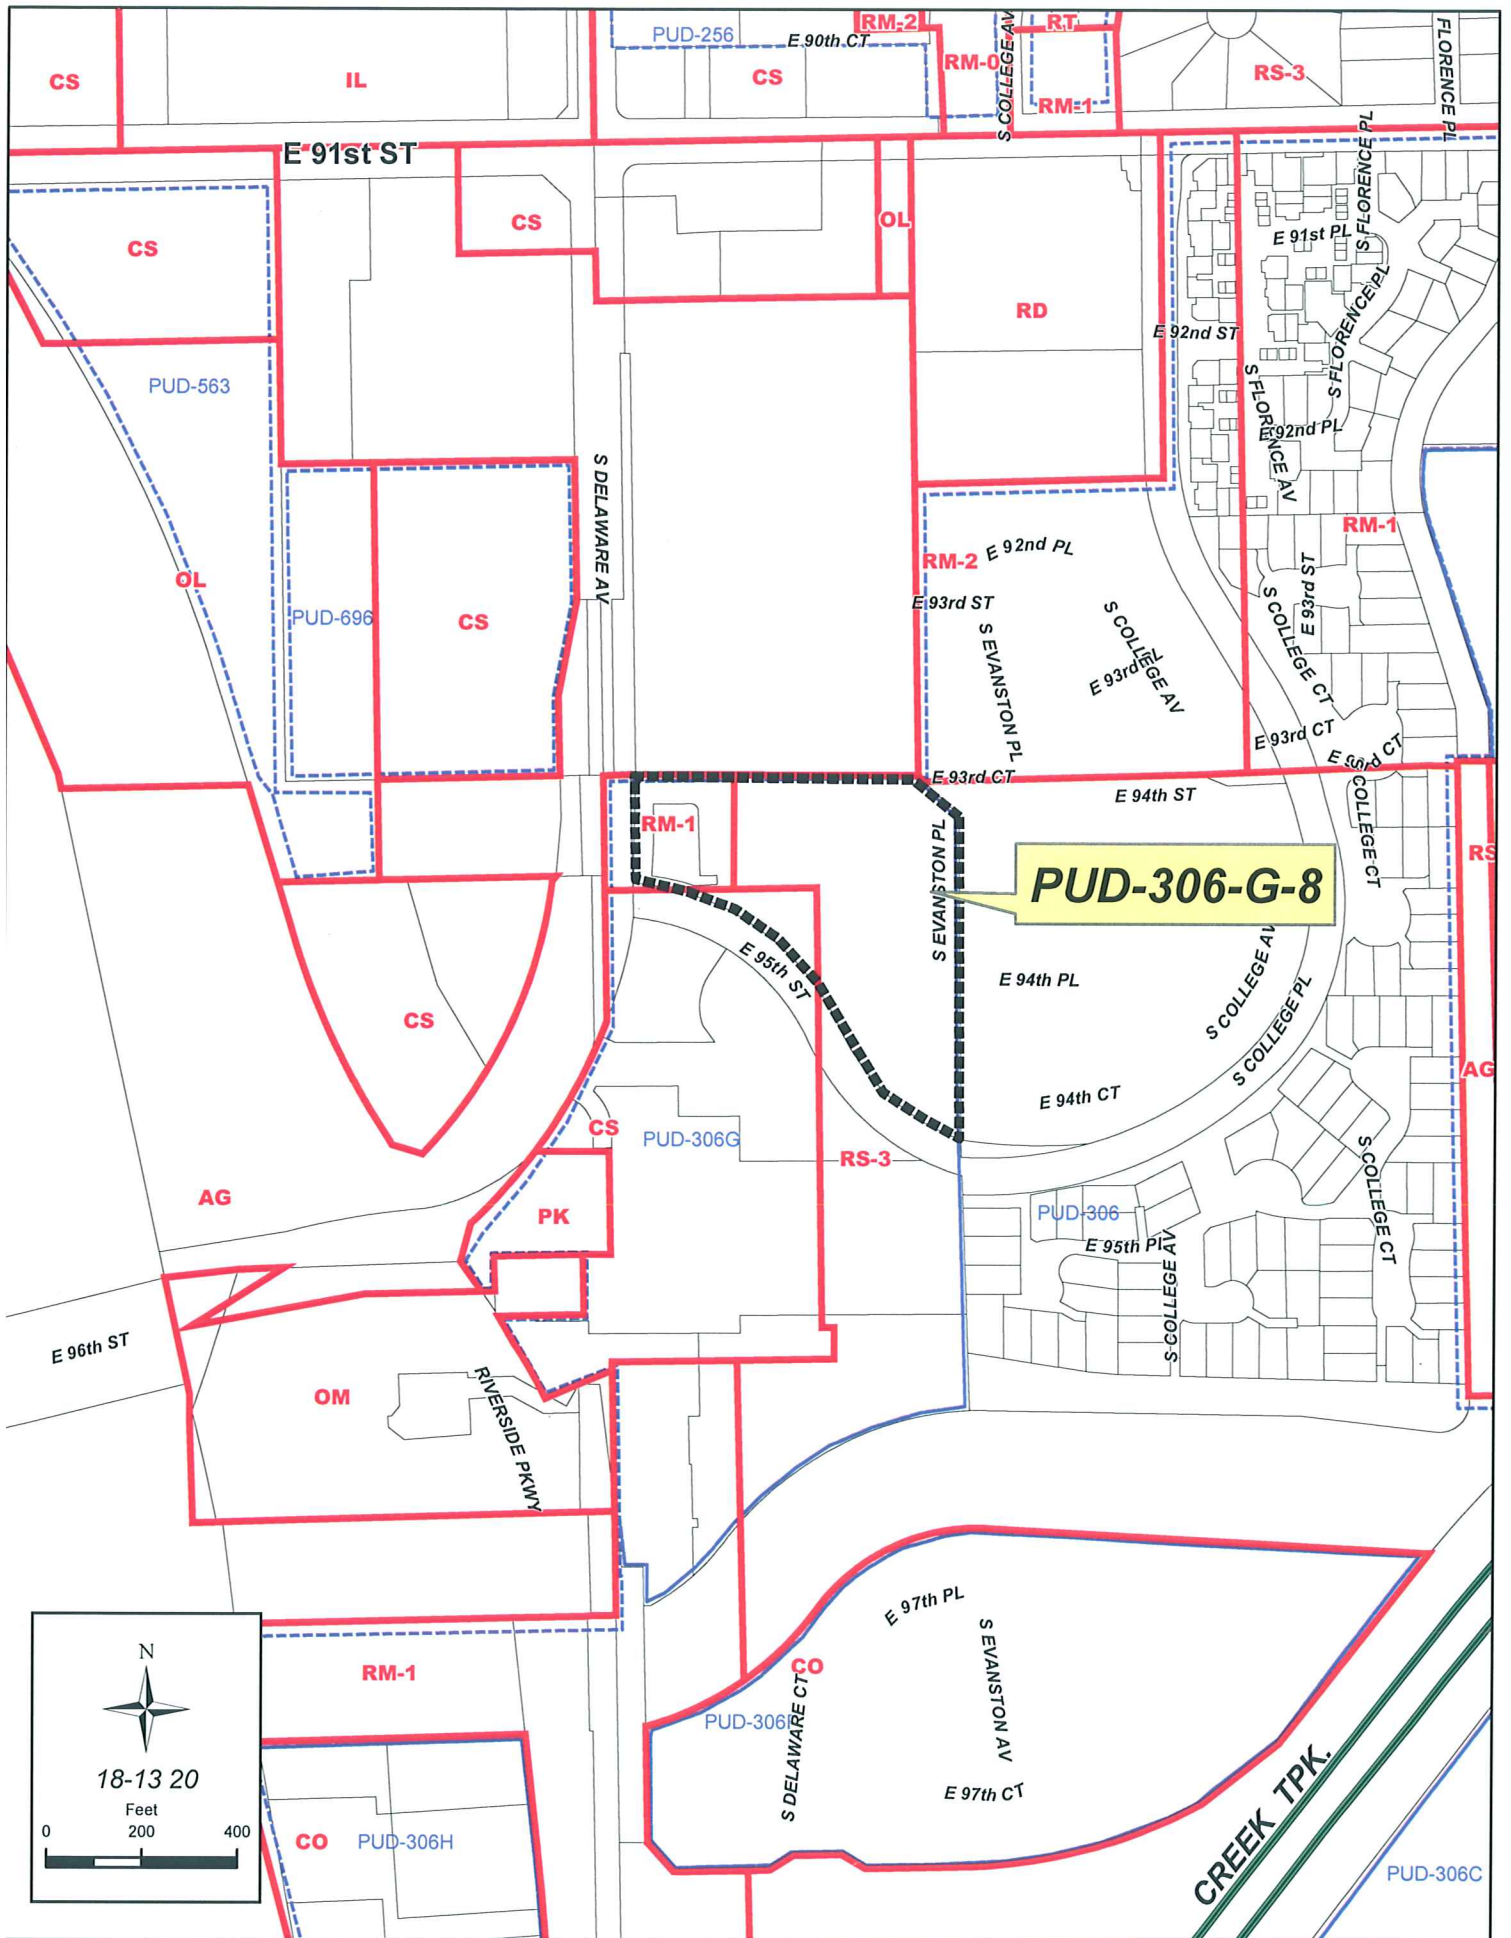 RM-2
RT
PUD-256
E 90th CT
S COLLEGE AV
FLORENCE PL
CS
IL
CS
RM-0
RM-1
RS-3
E 91st ST
CS
CS
OL
RD
E 91st PL
S FLORENCE PL
S FLORENCE PL
E 92nd ST
PUD-563
S FLORENCE AV
E 92nd PL
S DELAWARE AV
RM-1
OL
PUD-696
CS
RM-2
E 92nd PL
E 93rd ST
S EVANSTON PL
S COLLEGE AV
E 93rd PL
E 93rd ST
S COLLEGE CT
E 93rd CT
E 93rd CT
E 93rd CT
E 94th ST
RM-1
S EVANSTON PL
PUD-306-G-8
S COLLEGE CT
RS
E 95th ST
E 94th PL
S COLLEGE AV
S COLLEGE PL
CS
AG
E 94th CT
CS
PUD-306G
RS-3
S COLLEGE CT
AG
PK
PUD-306
E 95th Pl
S COLLEGE AV
E 96th ST
OM
RIVERSIDE PKWY
E 97th PL
S EVANSTON AV
RM-1
CO
PUD-306F
S DELAWARE CT
E 97th CT
CREEK TPK.
CO
PUD-306H
PUD-306C
N
18-13 20
Feet
0 200 400